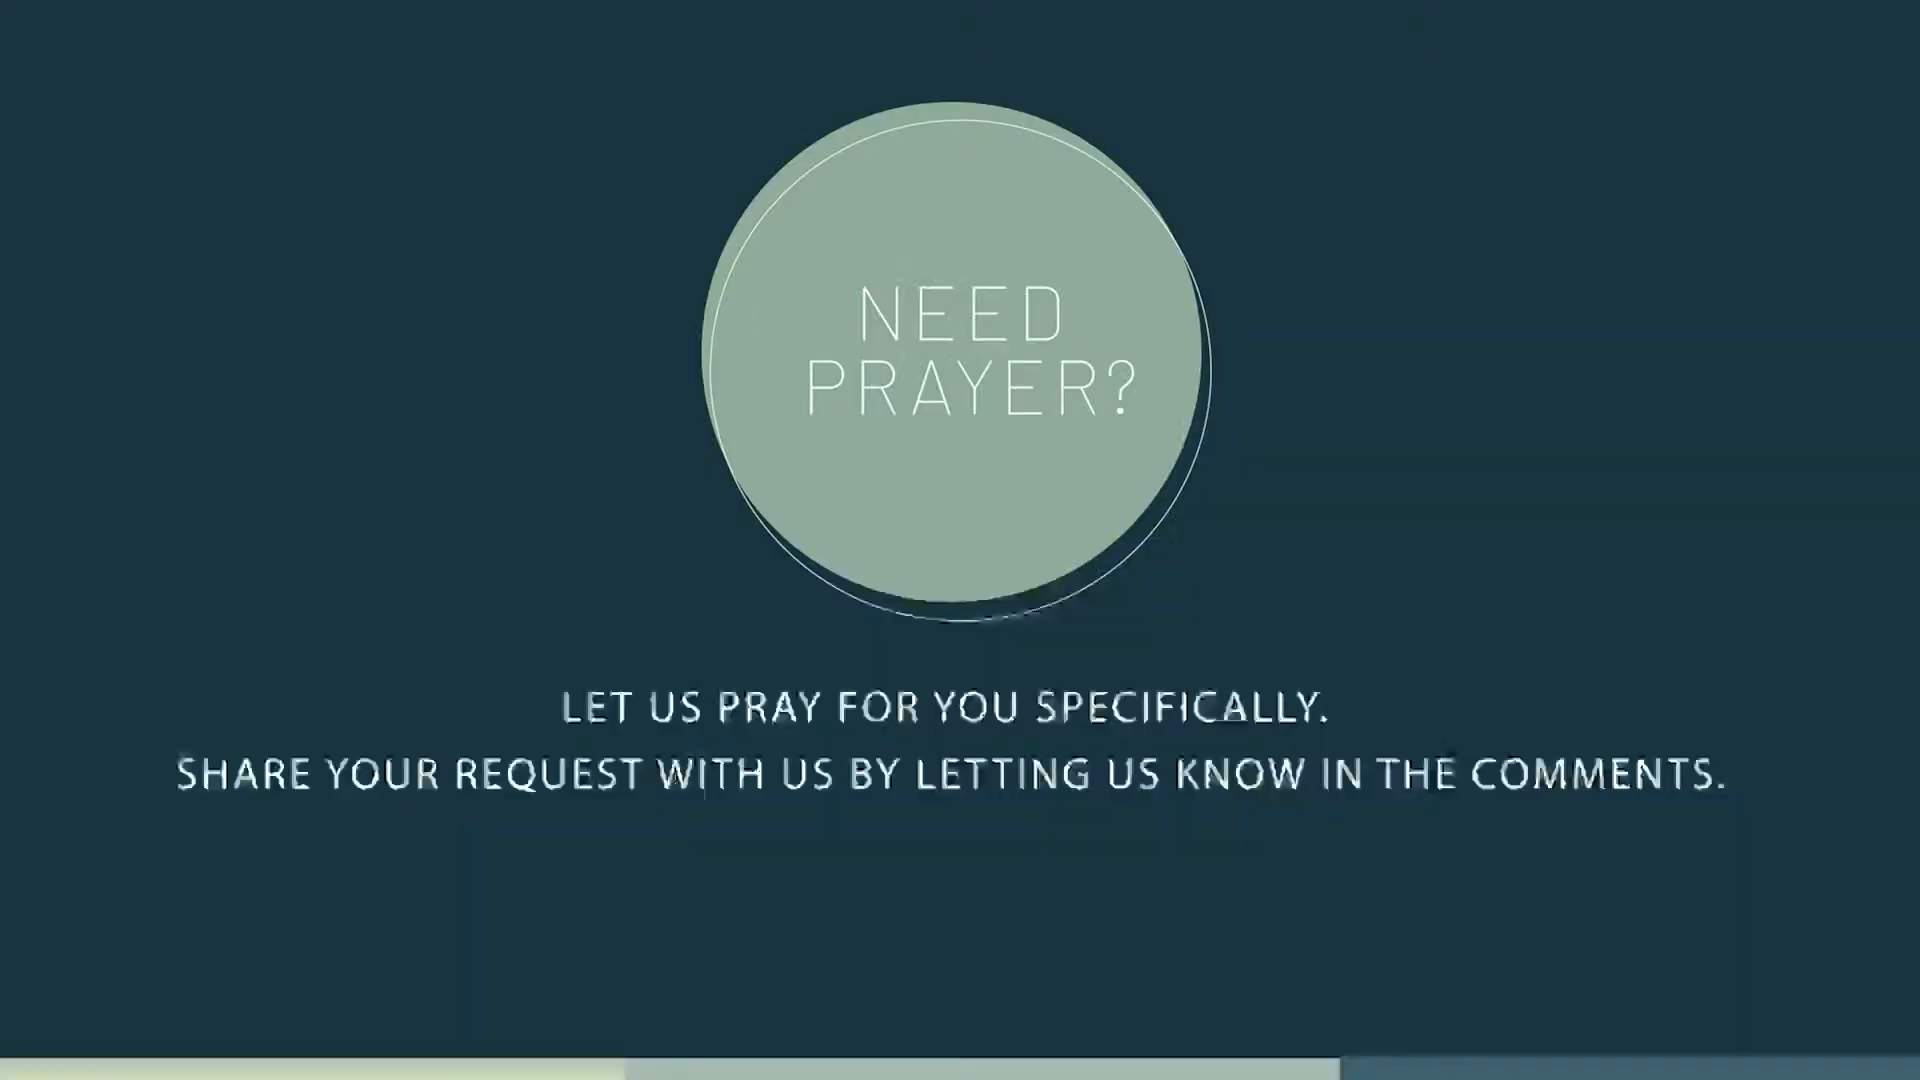 NEED
PRAYER?
LET US PRAY FOR YOU SPECIFICALLY.
SHARE YOUR REQUEST WITH US BY LETTING US KNOW IN THE COMMENTS.